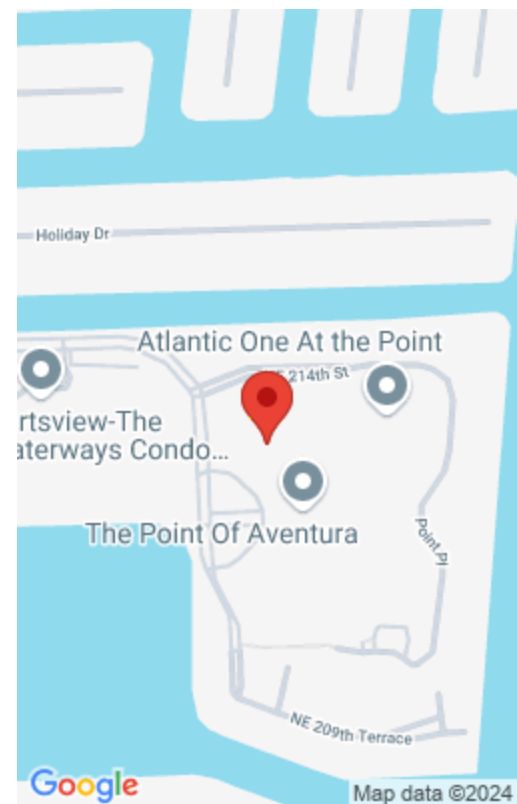 Holiday Dr
Atlantic One At the Point
214th St
rtsview-The
aterways Condo...
The Point Of Aventura
Point Pl
NE 209th Terrace
Google
Map data ©2024